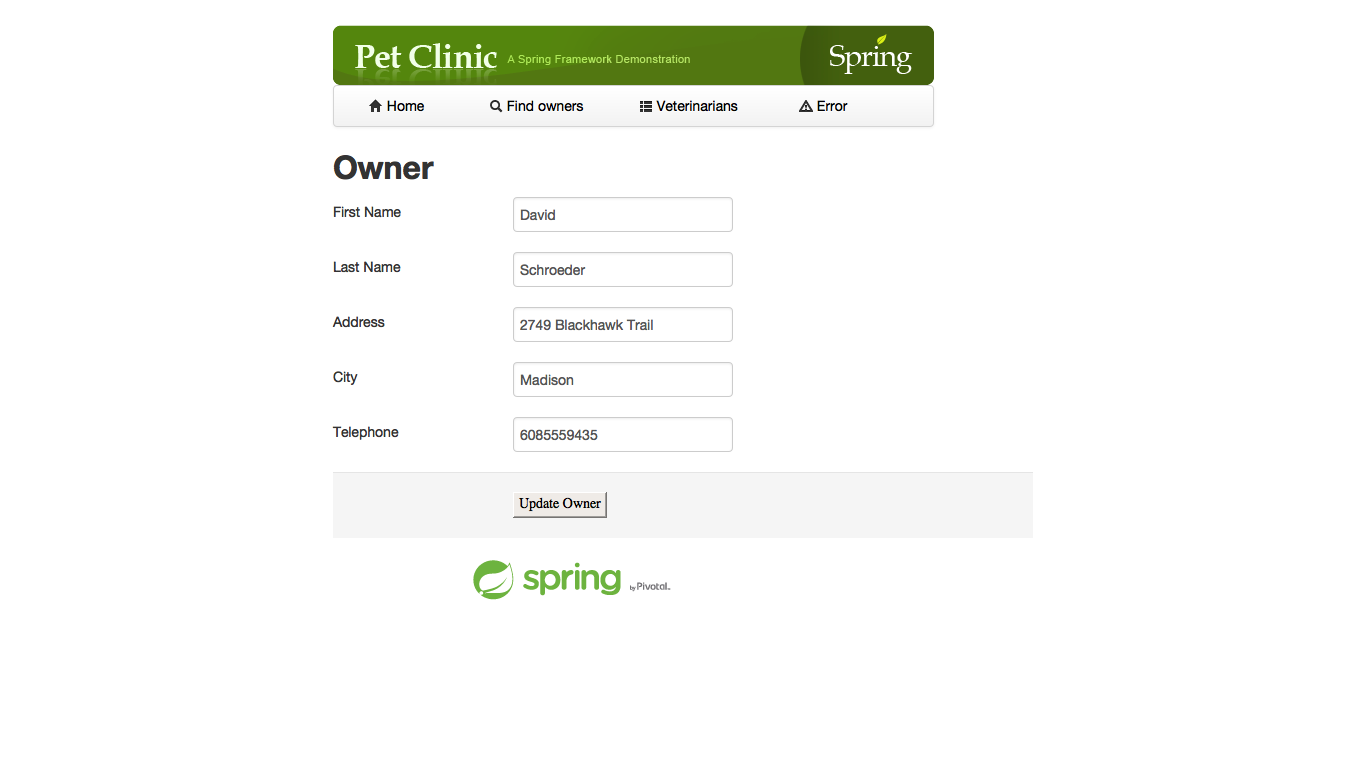 Pet Clinic A Spring Framework Demonstration Spring
Home Find owners Veterinarians Error
Owner
First Name David
Last Name Schroeder
Address 2749 Blackhawk Trail
City Madison
Telephone 6085559435
Update Owner
spring by Pivotal™